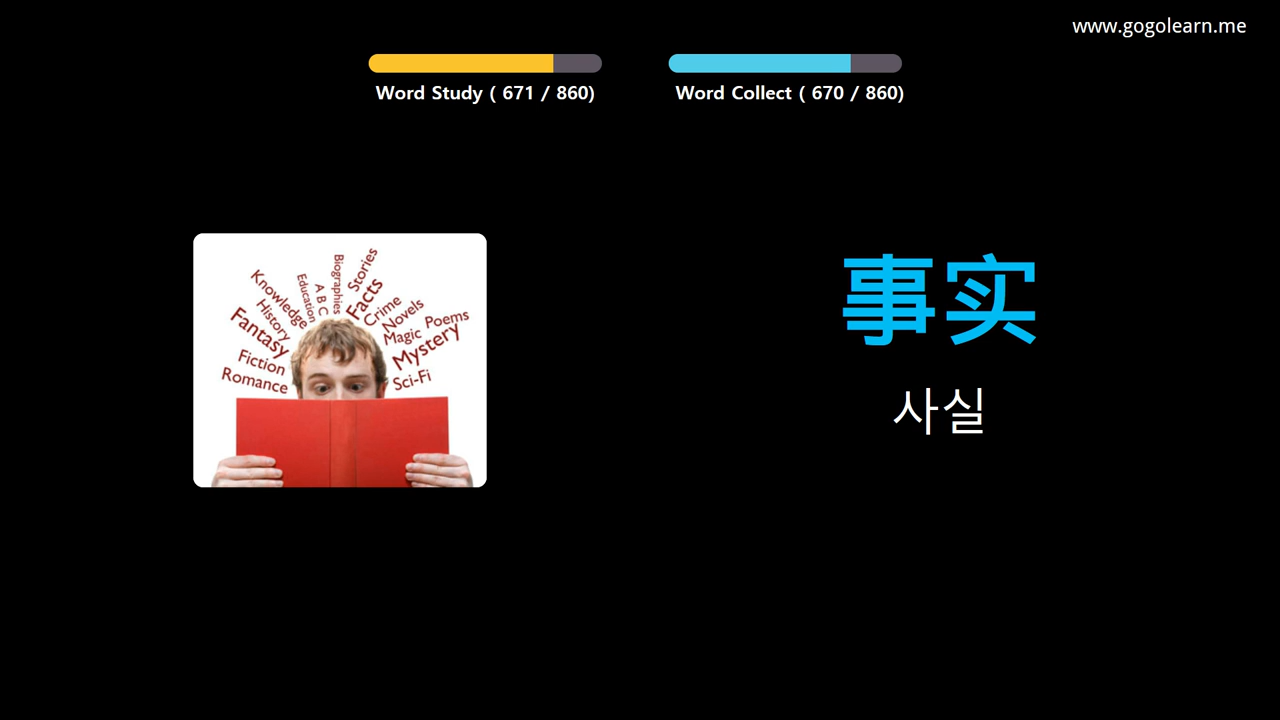 www.gogolearn.me
Word Study ( 671 / 860)
Word Collect ( 670 / 860)
Knowledge
History
Fantasy
Fiction
Romance
Education
A B C
Biographies
Stories
Facts
Crime
Novels
Magic
Poems
Mystery
Sci-Fi
事实
사실